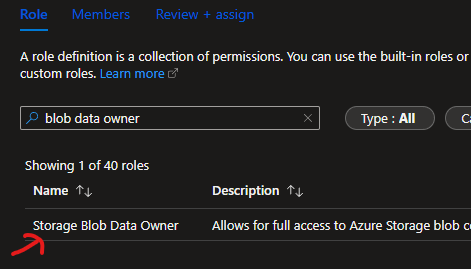 Role Members Review + assign
A role definition is a collection of permissions. You can use the built-in roles or
custom roles. Learn more
blob data owner
Type : All
Showing 1 of 40 roles
Name Description
Storage Blob Data Owner Allows for full access to Azure Storage blob